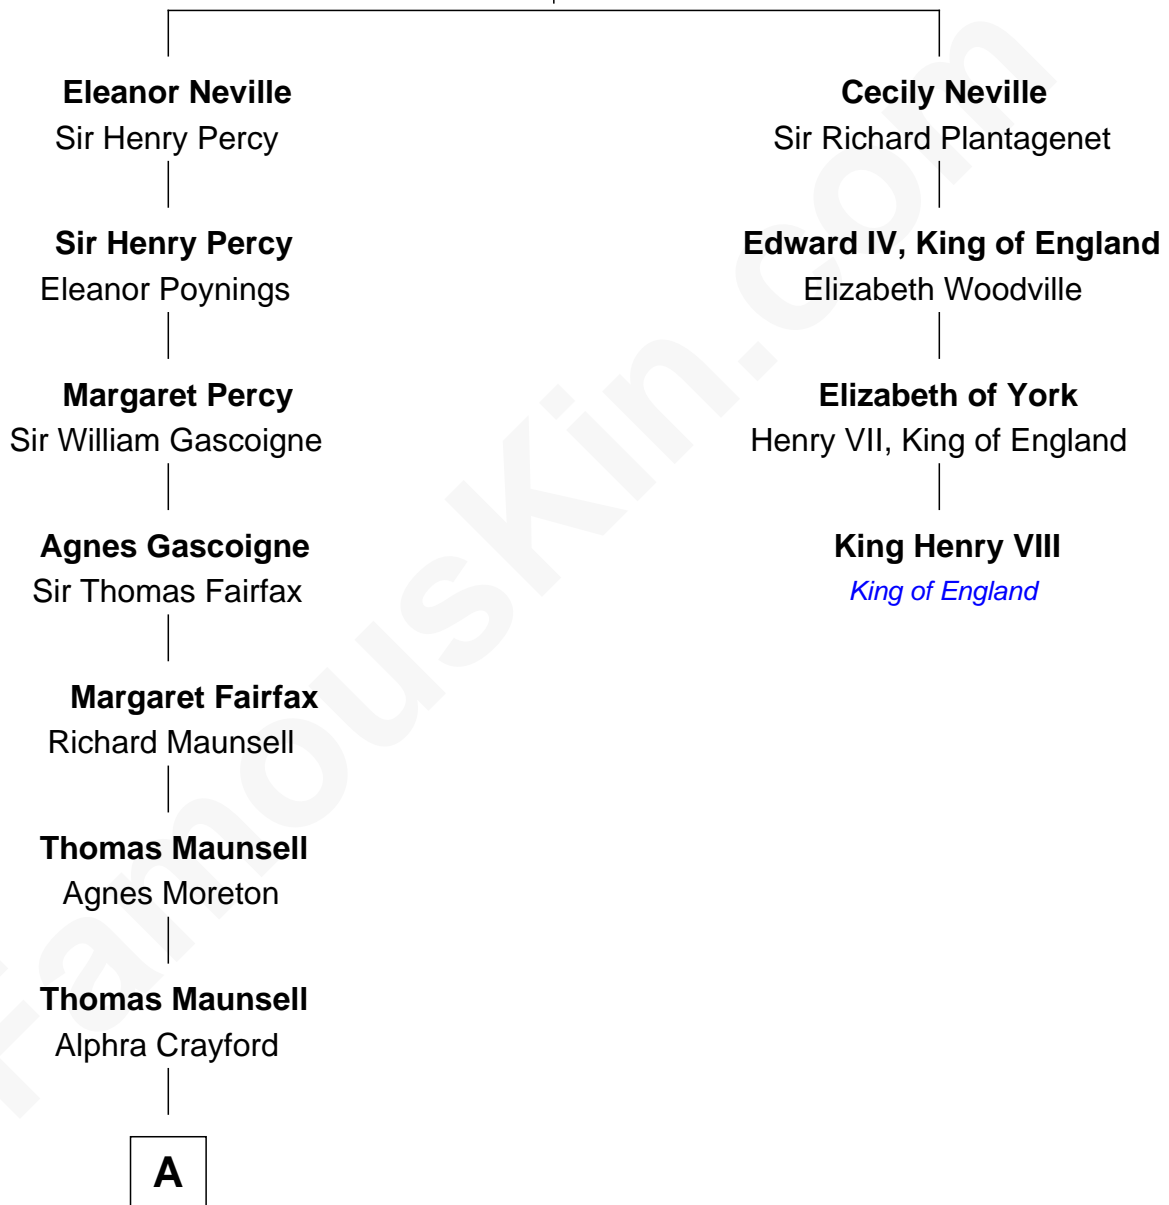 Eleanor Neville
Sir Henry Percy
Cecily Neville
Sir Richard Plantagenet
Sir Henry Percy
Eleanor Poynings
Edward IV, King of England
Elizabeth Woodville
Margaret Percy
Sir William Gascoigne
Elizabeth of York
Henry VII, King of England
Agnes Gascoigne
Sir Thomas Fairfax
King Henry VIII
King of England
Margaret Fairfax
Richard Maunsell
Thomas Maunsell
Agnes Moreton
Thomas Maunsell
Alphra Crayford
A
FamousKin.com